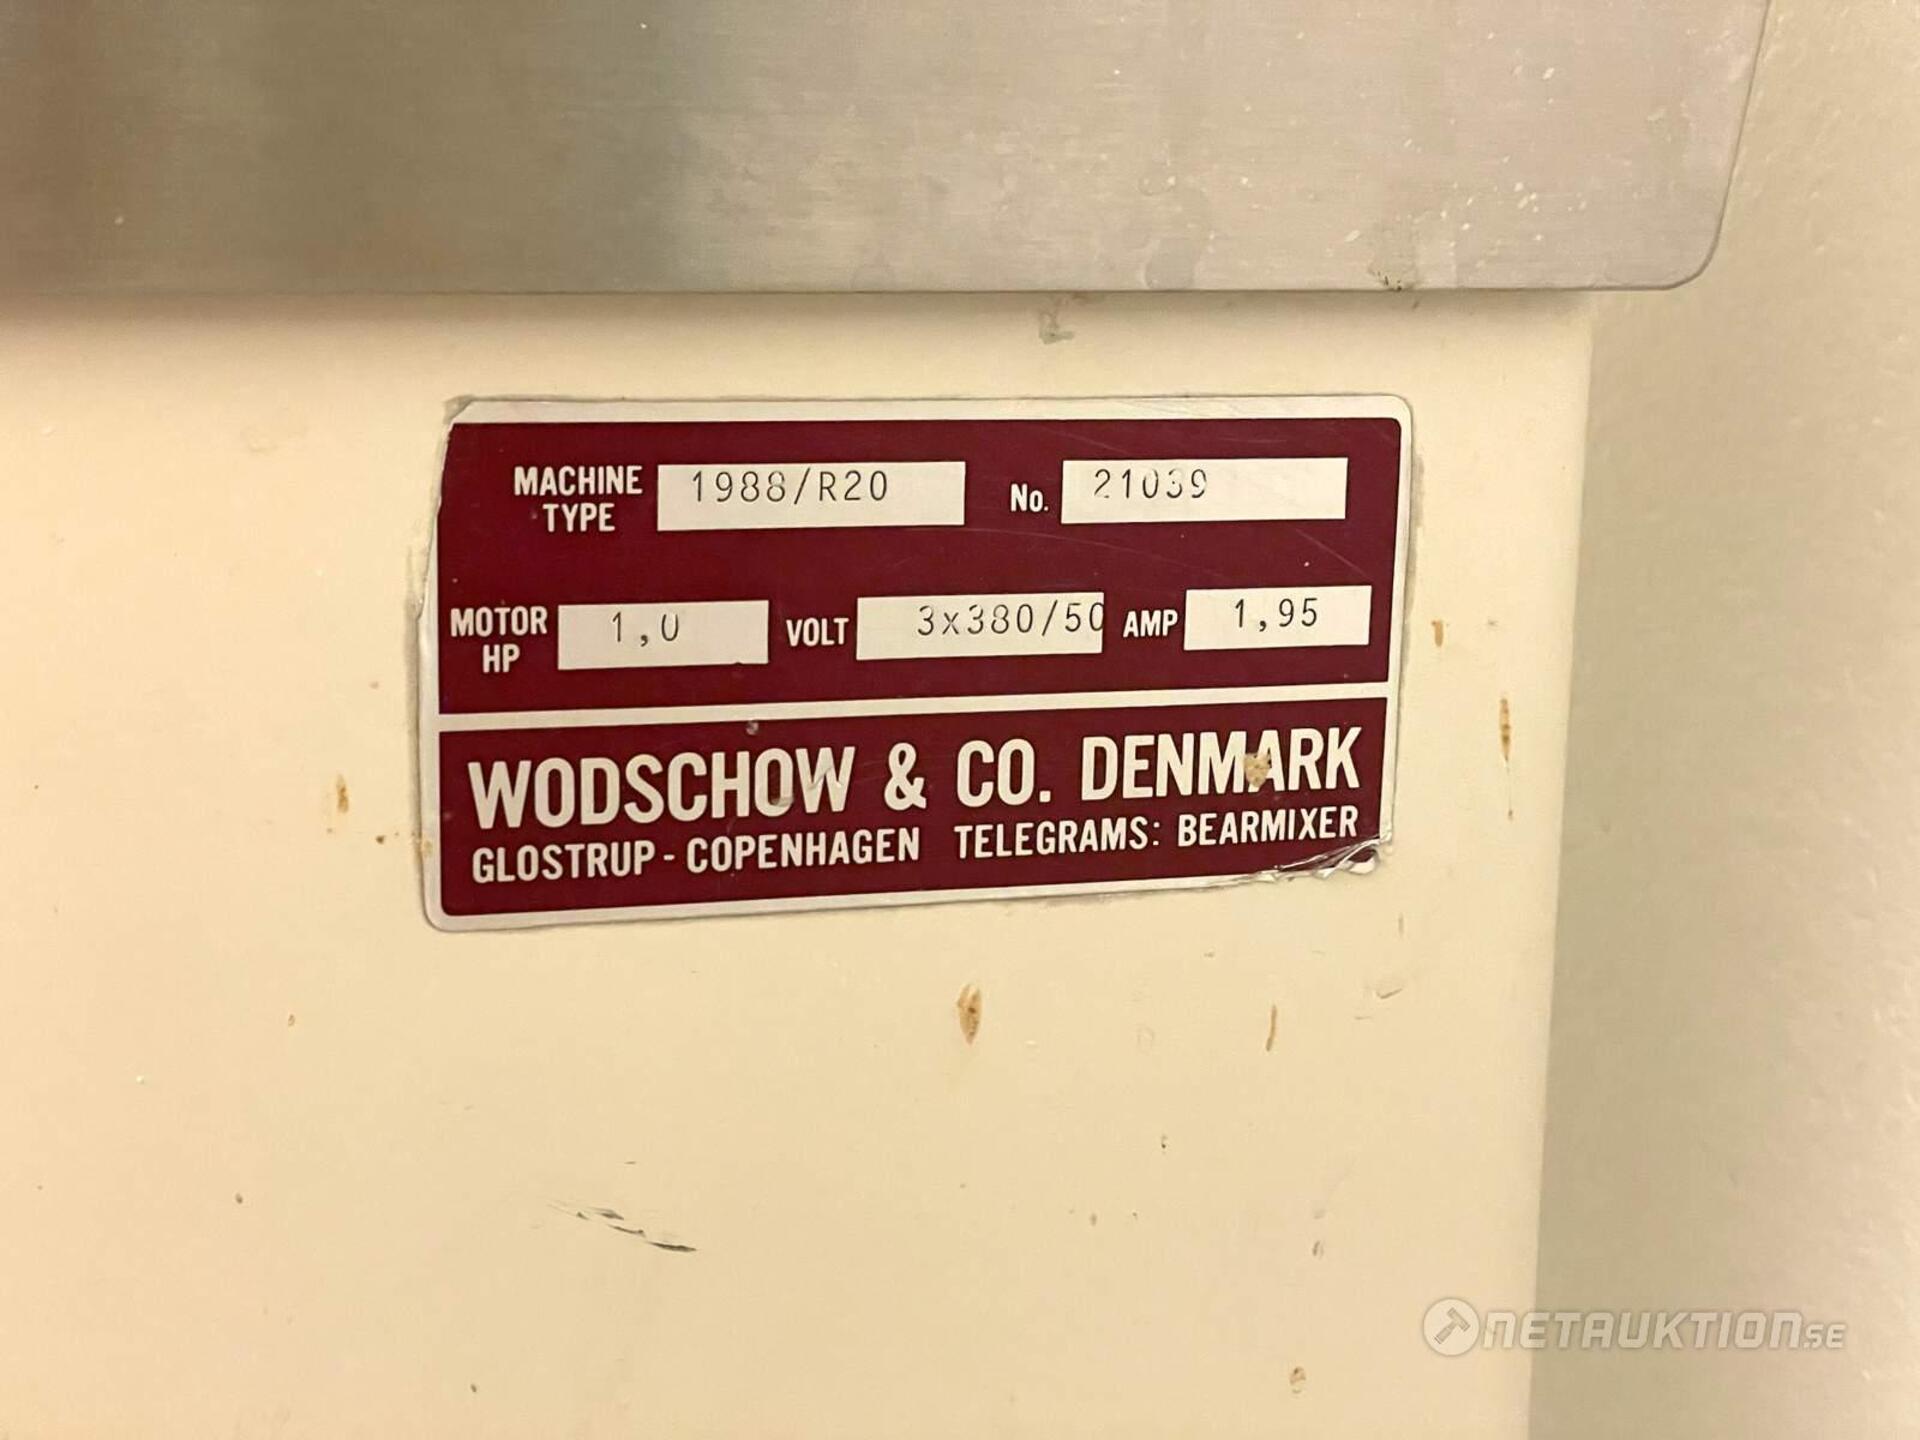 MACHINE TYPE 1988/R20 No. 21039
MOTOR HP 1,0 VOLT 3x380/50 AMP 1,95
WODSCHOW & CO. DENMARK
GLOSTRUP - COPENHAGEN TELEGRAMS: BEARMIXER
NETAUKTION.SE